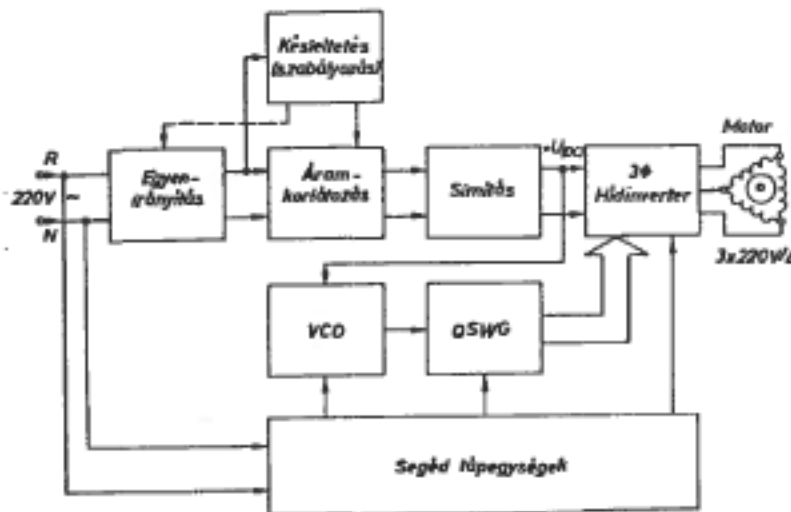 Késleltetés
(szabályozás)
R
220V ~
N
Egyen-
irányítás
Áram-
korlátozás
Simítás
+U_DC
3Φ
Hídinverter
Motor
3x220V/Δ
VCO
QSWG
Segéd tápegységek